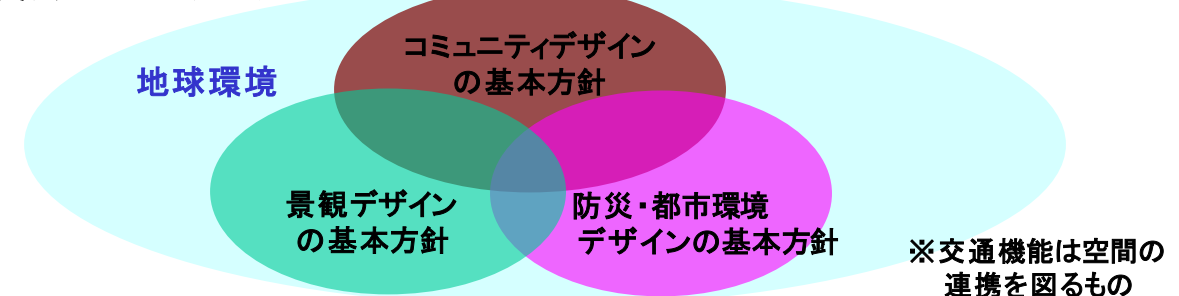 コミュニティデザイン
の基本方針
地球環境
景観デザイン
の基本方針
防災・都市環境
デザインの基本方針
※交通機能は空間の
連携を図るもの